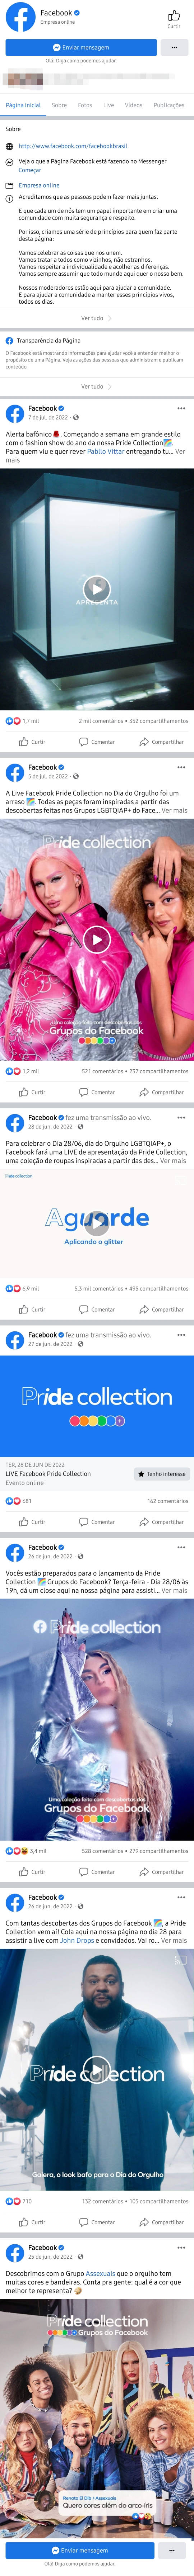 Facebook
Empresa online
Curtir
Enviar mensagem
Olá! Diga como podemos ajudar.
Página inicial
Sobre
Fotos
Live
Vídeos
Publicações
Sobre
http://www.facebook.com/facebookbrasil
Veja o que a Página Facebook está fazendo no Messenger
Começar
Empresa online
Acreditamos que as pessoas podem fazer mais juntas.
E que cada um de nós tem um papel importante em criar uma comunidade com muita segurança e respeito.
Por isso, criamos uma série de princípios para quem faz parte desta página:
Vamos celebrar as coisas que nos unem.
Vamos tratar a todos como vizinhos, não estranhos.
Vamos respeitar a individualidade e acolher as diferenças.
Vamos sempre assumir que todo mundo aqui quer o nosso bem.
Nossos moderadores estão aqui para ajudar a comunidade.
E para ajudar a comunidade a manter esses princípios vivos, todos os dias.
Ver tudo
Transparência da Página
O Facebook está mostrando informações para ajudar você a entender melhor o propósito de uma Página. Veja as ações das pessoas que administram e publicam conteúdo.
Ver tudo
Facebook
7 de jul. de 2022
Alerta bafônico. Começando a semana em grande estilo com o fashion show do ano da nossa Pride Collection. Para quem viu e quer rever Pabllo Vittar entregando tu... Ver mais
APRESENTA
1,7 mil
2 mil comentários • 352 compartilhamentos
Curtir
Comentar
Compartilhar
Facebook
5 de jul. de 2022
A Live Facebook Pride Collection no Dia do Orgulho foi um arraso Todas as peças foram inspiradas a partir das descobertas feitas nos Grupos LGBTQIAP+ do Face... Ver mais
Pride collection
Grupos do Facebook
1,2 mil
521 comentários • 237 compartilhamentos
Curtir
Comentar
Compartilhar
Facebook fez uma transmissão ao vivo.
28 de jun. de 2022
Para celebrar o Dia 28/06, dia do Orgulho LGBTQIAP+, o Facebook fará uma LIVE de apresentação da Pride Collection, uma coleção de roupas inspiradas a partir das des... Ver mais
Pride collection
Aguarde
Aplicando o glitter
6,9 mil
5,3 mil comentários • 495 compartilhamentos
Curtir
Comentar
Compartilhar
Facebook fez uma transmissão ao vivo.
27 de jun. de 2022
Pride collection
TER, 28 DE JUN DE 2022
LIVE Facebook Pride Collection
Evento online
Tenho interesse
681
162 comentários
Curtir
Comentar
Compartilhar
Facebook
26 de jun. de 2022
Vocês estão preparados para o lançamento da Pride Collection dos Grupos do Facebook? Terça-feira - Dia 28/06 às 19h, dá um close aqui na nossa página para assisti... Ver mais
Pride collection
Uma coleção feita com descobertas dos
Grupos do Facebook
3,4 mil
528 comentários • 279 compartilhamentos
Curtir
Comentar
Compartilhar
Facebook
26 de jun. de 2022
Com tantas descobertas dos Grupos do Facebook, a Pride Collection vem aí! Cola aqui na nossa página no dia 28 para assistir a live com John Drops e convidados. Vai ro... Ver mais
Pride Collection
Galera, o look bafo para o Dia do Orgulho
710
132 comentários • 105 compartilhamentos
Curtir
Comentar
Compartilhar
Facebook
25 de jun. de 2022
Descobrimos com o Grupo Assexuais que o orgulho tem muitas cores e bandeiras. Conta pra gente: qual é a cor que melhor te representa?
Pride collection
Grupos do Facebook
Quero cores além do arco-íris
Enviar mensagem
Olá! Diga como podemos ajudar.